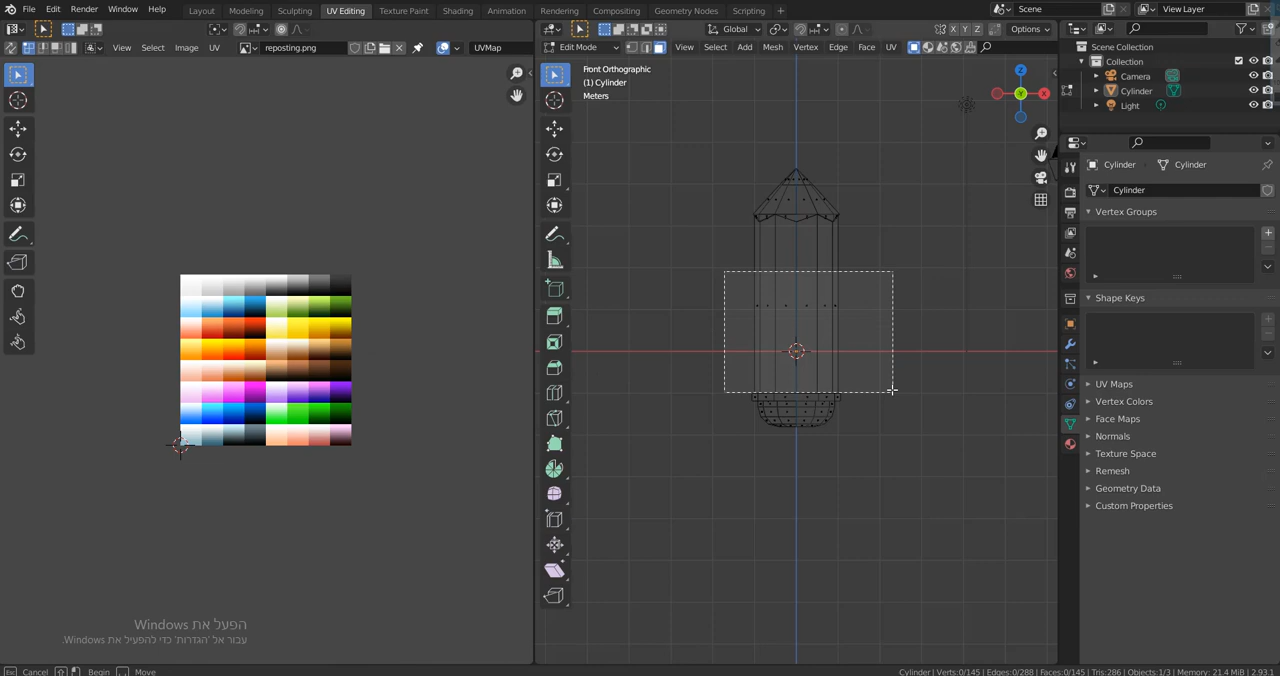 File Edit Render Window Help Layout Modeling Sculpting UV Editing Texture Paint Shading Animation Rendering Compositing Geometry Nodes Scripting + Scene View Layer
View Select Image UV reposting.png UVMap
Global X Y Z Options
Edit Mode View Select Add Mesh Vertex Edge Face UV
Front Orthographic
(1) Cylinder
Meters
Z
Y
X
Scene Collection
Collection
Camera
Cylinder
Light
Cylinder Cylinder
Cylinder
Vertex Groups
Shape Keys
UV Maps
Vertex Colors
Face Maps
Normals
Texture Space
Remesh
Geometry Data
Custom Properties
הפעל את Windows
עבור אל 'הגדרות' כדי להפעיל את Windows.
Esc Cancel Begin Move Cylinder | Verts:0/145 | Edges:0/288 | Faces:0/145 | Tris:286 | Objects:1/3 | Memory: 21.4 MiB | 2.93.1